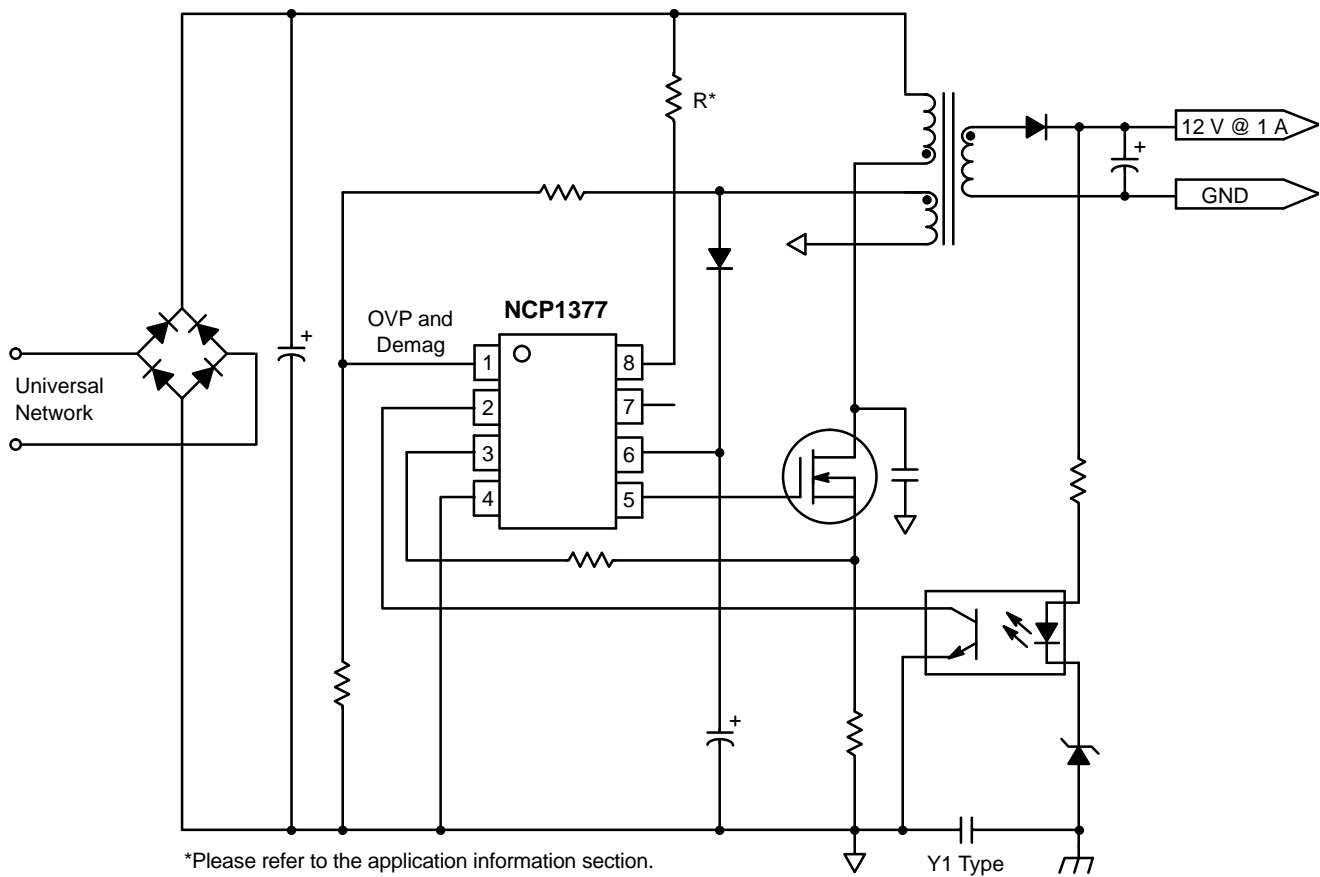 R*
12 V @ 1 A
+
GND
NCP1377
OVP and
Demag
+
1
8
Universal
Network
2
7
3
6
4
5
+
*Please refer to the application information section.
Y1 Type